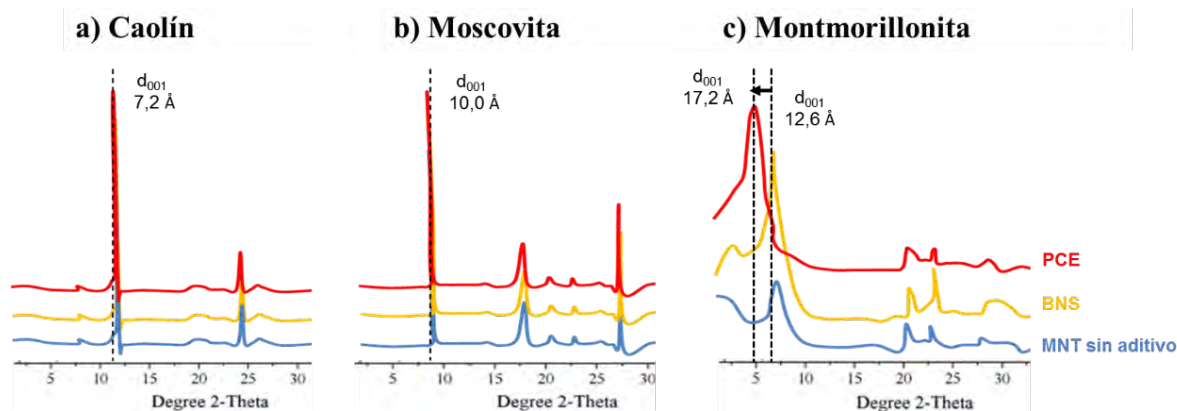 a) Caolín
b) Moscovita
c) Montmorillonita
d001
7,2 Å
d001
10,0 Å
d001
17,2 Å
d001
12,6 Å
PCE
BNS
MNT sin aditivo
5 10 15 20 25 30
Degree 2-Theta
5 10 15 20 25 30
Degree 2-Theta
5 10 15 20 25 30
Degree 2-Theta